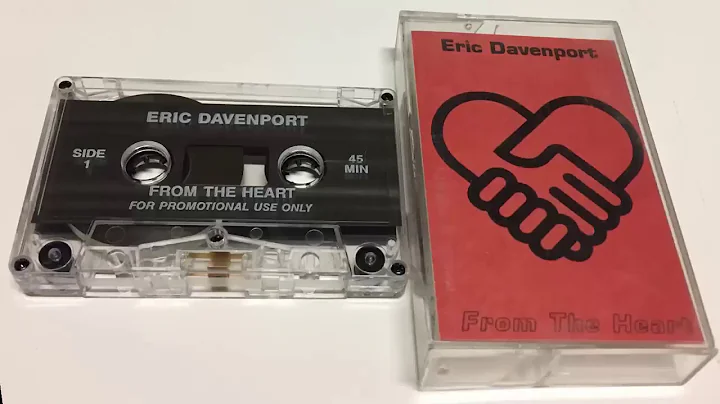 ERIC DAVENPORT
SIDE
1
45
MIN
FROM THE HEART
FOR PROMOTIONAL USE ONLY
Eric Davenport
From The Heart